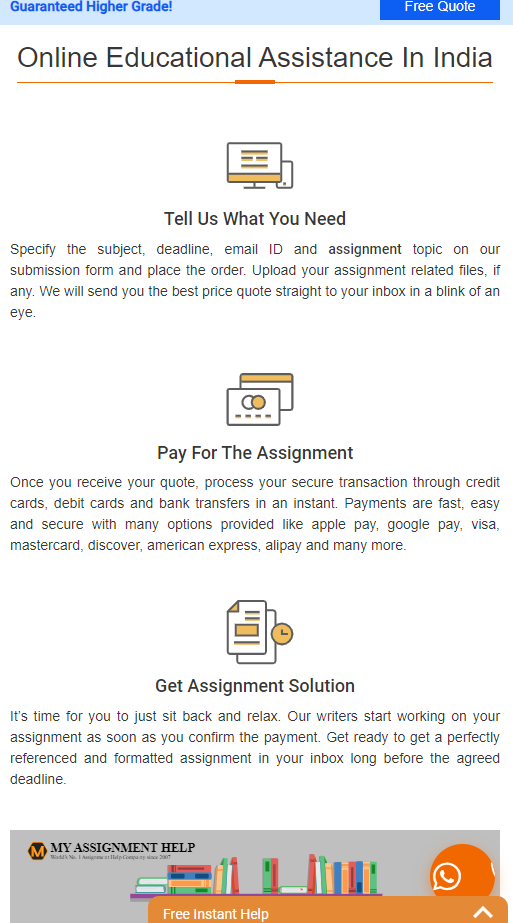 Guaranteed Higher Grade!
Free Quote
Online Educational Assistance In India
Tell Us What You Need
Specify the subject, deadline, email ID and assignment topic on our
submission form and place the order. Upload your assignment related files, if
any. We will send you the best price quote straight to your inbox in a blink of an
eye.
Pay For The Assignment
Once you receive your quote, process your secure transaction through credit
cards, debit cards and bank transfers in an instant. Payments are fast, easy
and secure with many options provided like apple pay, google pay, visa,
mastercard, discover, american express, alipay and many more.
Get Assignment Solution
It's time for you to just sit back and relax. Our writers start working on your
assignment as soon as you confirm the payment. Get ready to get a perfectly
referenced and formatted assignment in your inbox long before the agreed
deadline.
M
MY ASSIGNMENT HELP
World's No. 1 Assignment Help Company since 2007
Free Instant Help